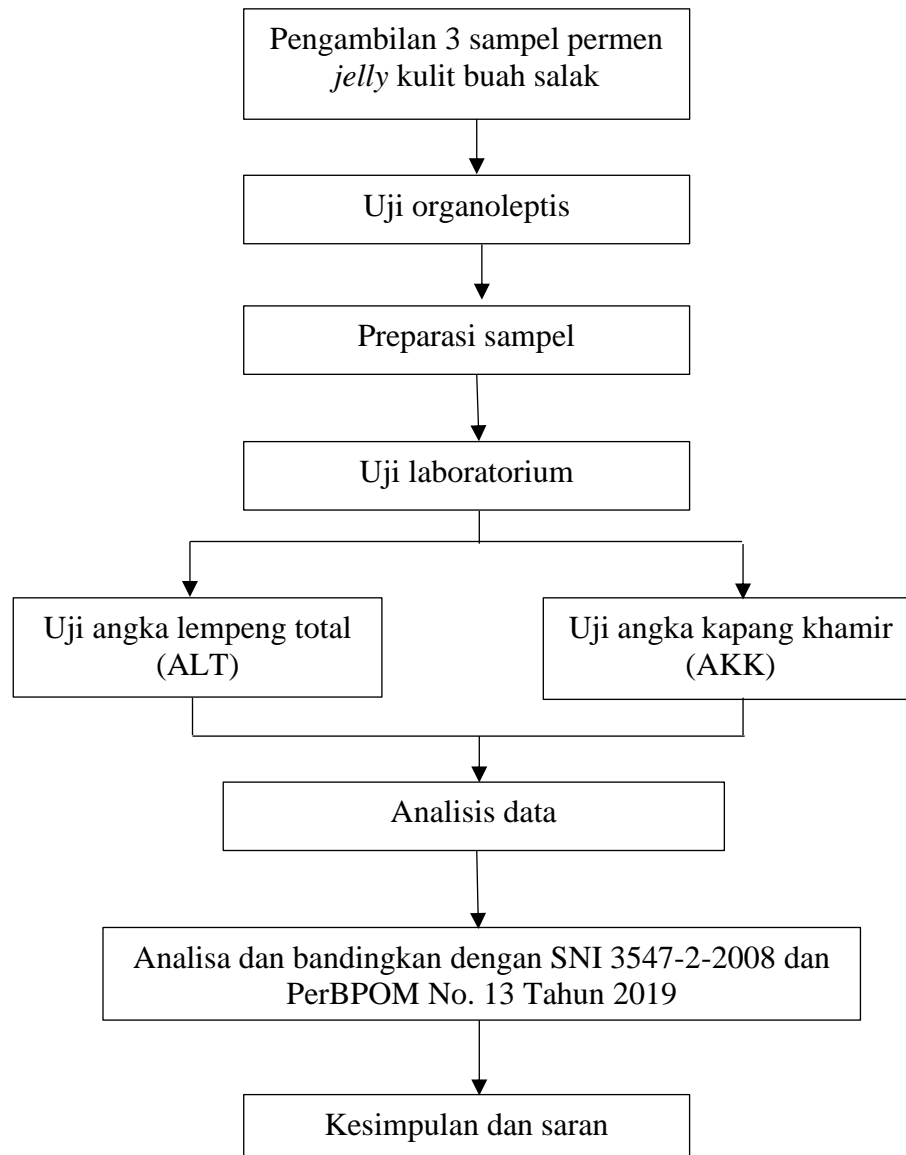 Pengambilan 3 sampel permen
jelly kulit buah salak
Uji organoleptis
Preparasi sampel
Uji laboratorium
Uji angka lempeng total
(ALT)
Uji angka kapang khamir
(AKK)
Analisis data
Analisa dan bandingkan dengan SNI 3547-2-2008 dan
PerBPOM No. 13 Tahun 2019
Kesimpulan dan saran